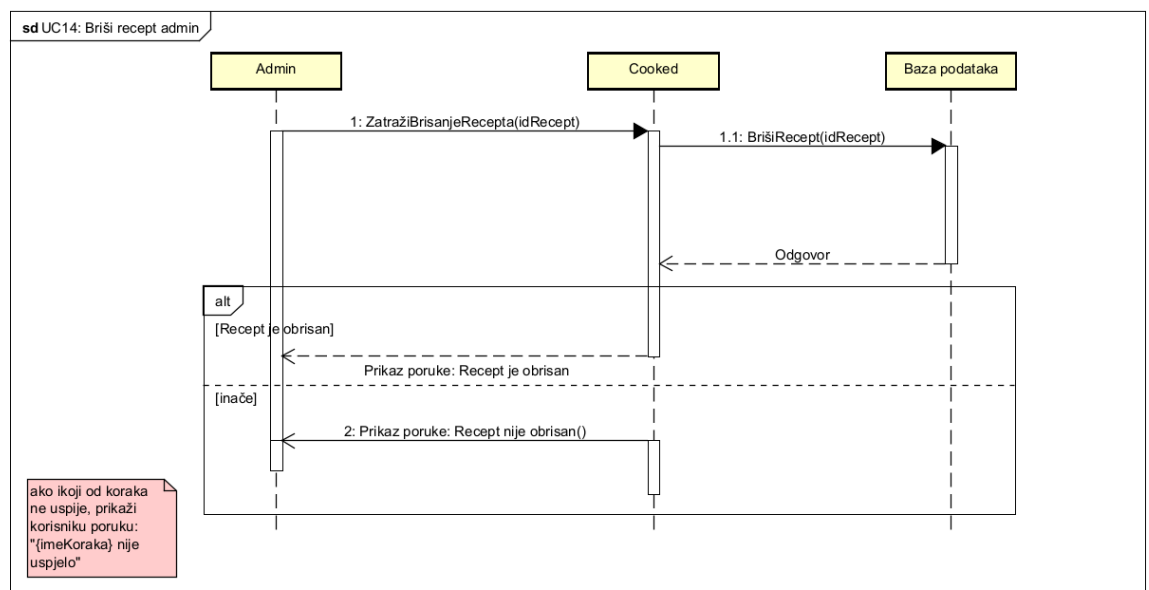 sd UC14: Briši recept admin
Admin
Cooked
Baza podataka
1: ZatražiBrisanjeRecepta(idRecept)
1.1: BrišiRecept(idRecept)
Odgovor
alt
[Recept je obrisan]
Prikaz poruke: Recept je obrisan
[inače]
2: Prikaz poruke: Recept nije obrisan()
ako ikoji od koraka
ne uspije, prikaži
korisniku poruku:
"{imeKoraka} nije
uspjelo"